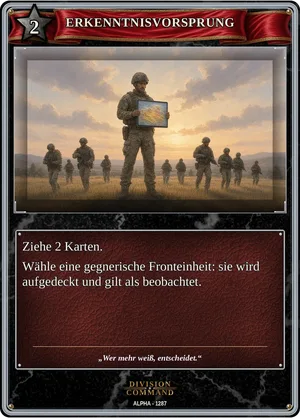 2
ERKENNTNISVORSPRUNG
Ziehe 2 Karten.
Wähle eine gegnerische Fronteinheit: sie wird
aufgedeckt und gilt als beobachtet.
„Wer mehr weiß, entscheidet.“
DIVISION
COMMAND
ALPHA - 1287